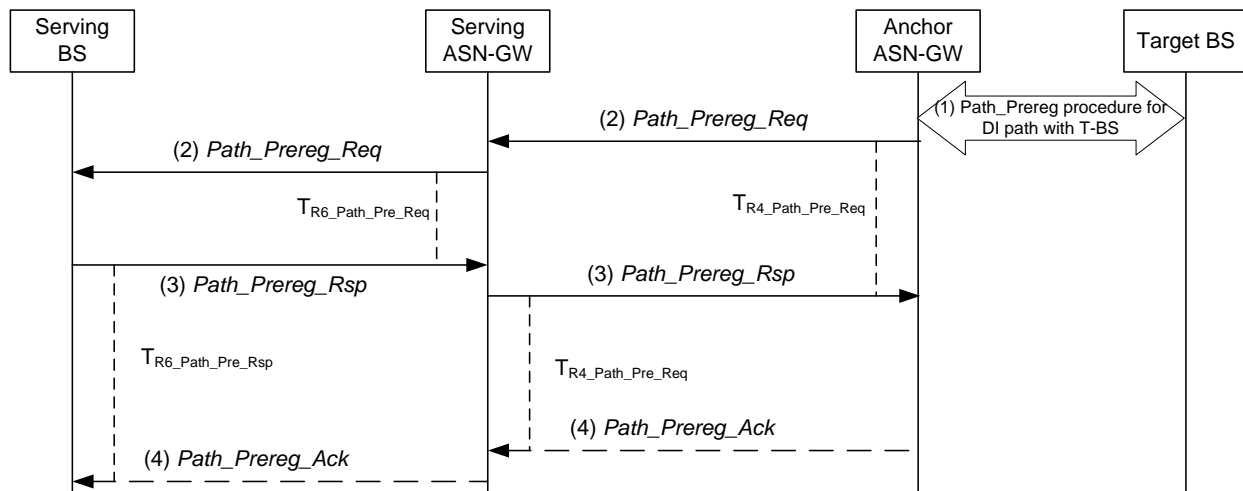 Serving
BS
Serving
ASN-GW
Anchor
ASN-GW
Target BS
(1) Path_Prereg procedure for
DI path with T-BS
(2) Path_Prereg_Req
(2) Path_Prereg_Req
TR6_Path_Pre_Req
TR4_Path_Pre_Req
(3) Path_Prereg_Rsp
(3) Path_Prereg_Rsp
TR6_Path_Pre_Rsp
TR4_Path_Pre_Req
(4) Path_Prereg_Ack
(4) Path_Prereg_Ack